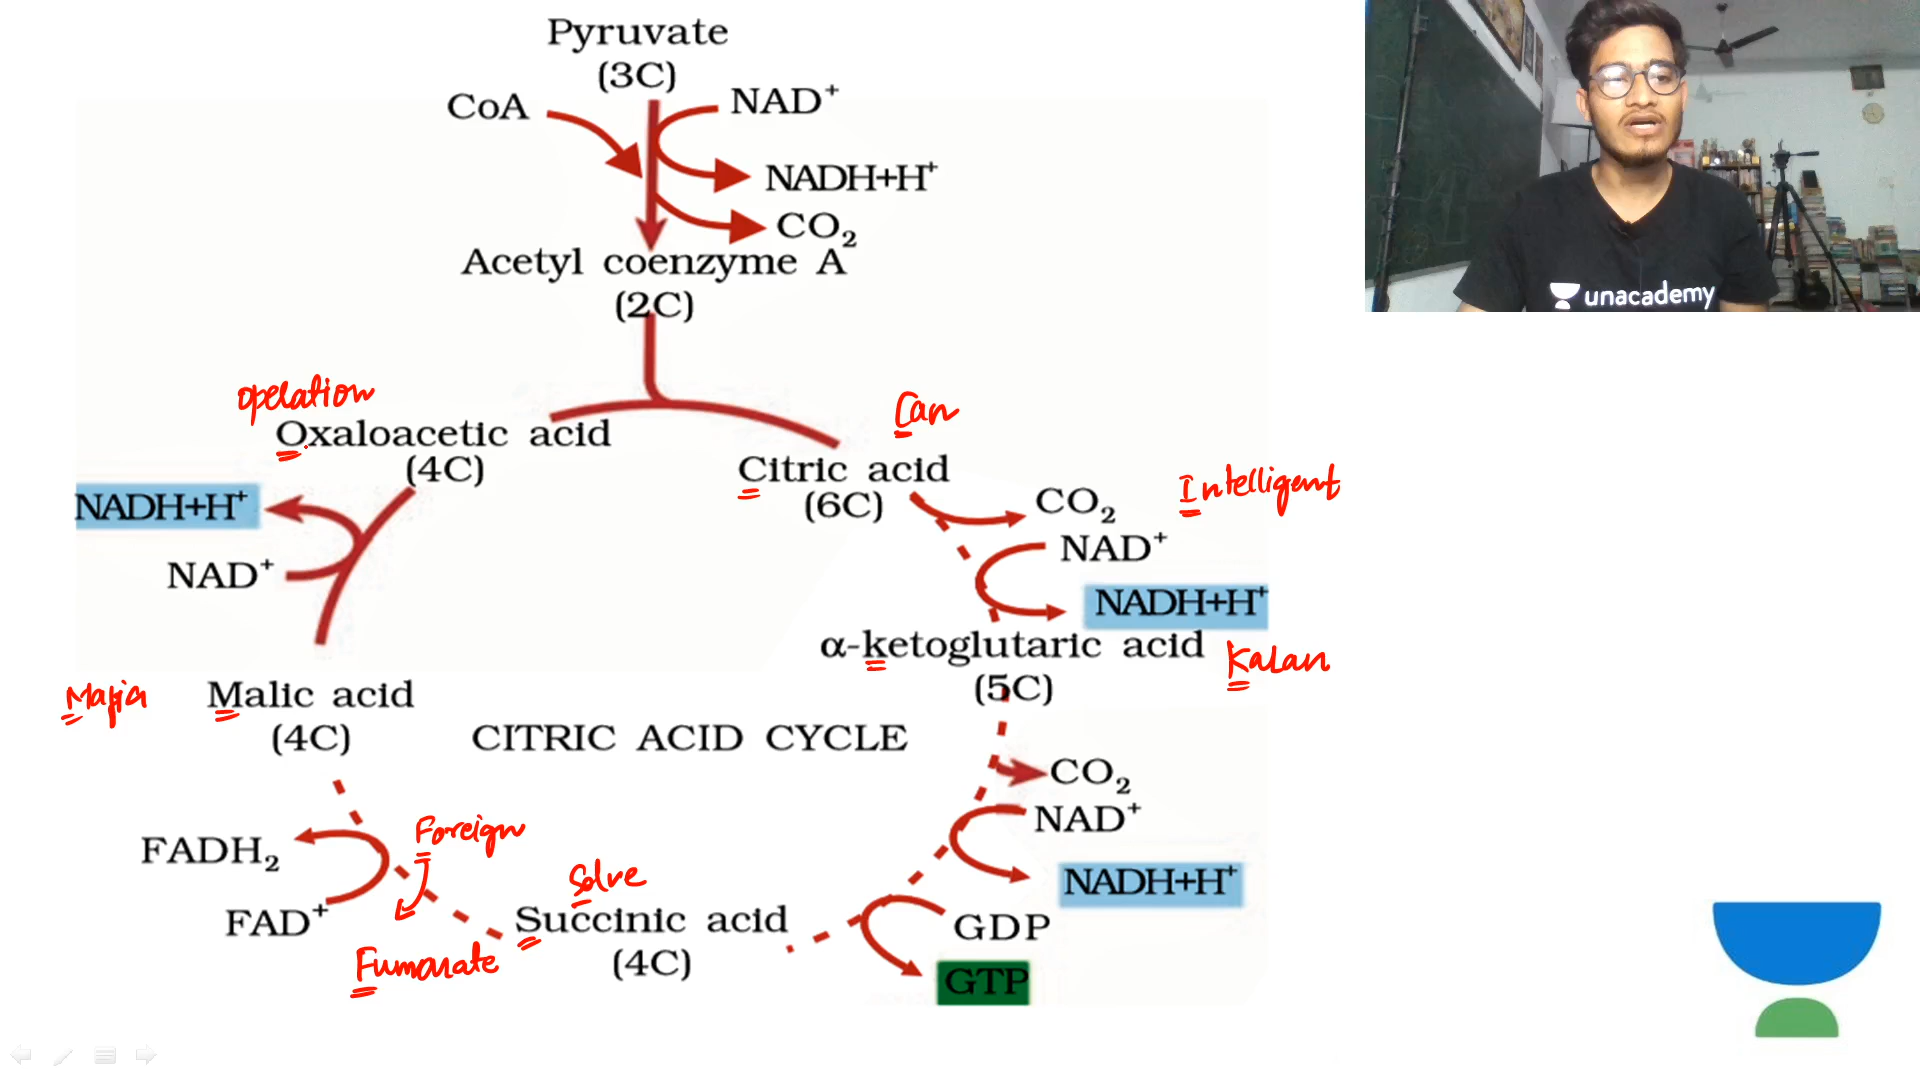 Pyruvate
(3C)
CoA
NAD⁺
NADH+H⁺
CO₂
Acetyl coenzyme A
(2C)
operation
Oxaloacetic acid
(4C)
Can
Citric acid
(6C)
NADH+H⁺
NAD⁺
CO₂
Intelligent
NAD⁺
NADH+H⁺
α-ketoglutaric acid
(5C)
Kalan
Mafia
Malic acid
(4C)
CITRIC ACID CYCLE
CO₂
NAD⁺
NADH+H⁺
FADH₂
FAD⁺
Foreign
Fumarate
Solve
Succinic acid
(4C)
GDP
GTP
unacademy